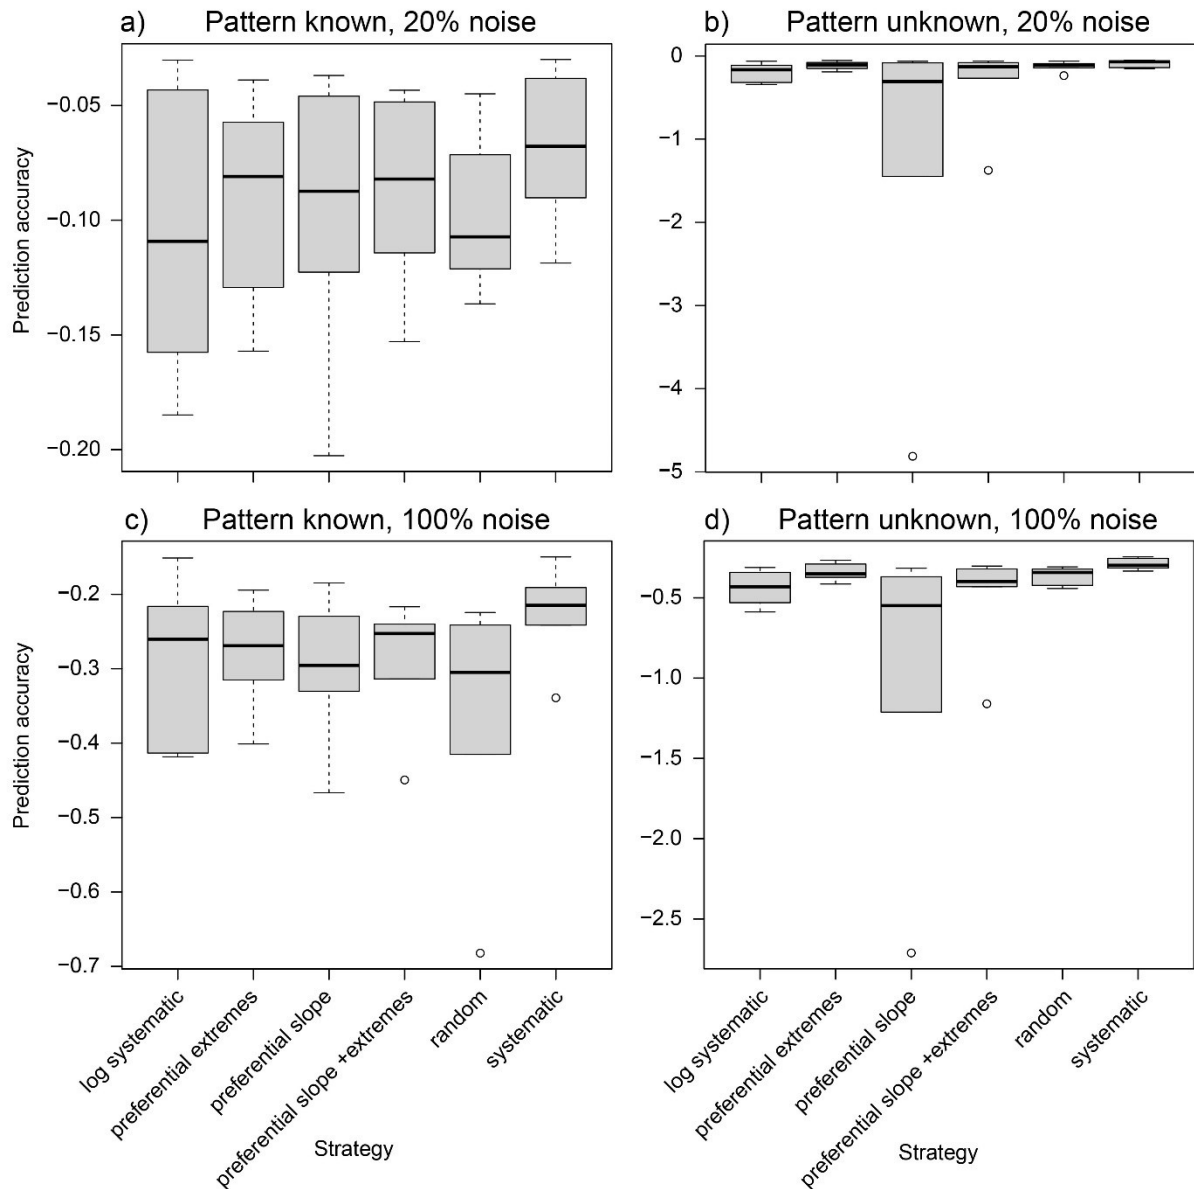 a) Pattern known, 20% noise
Prediction accuracy
−0.05
−0.10
−0.15
−0.20
b) Pattern unknown, 20% noise
0
−1
−2
−3
−4
−5
c) Pattern known, 100% noise
Prediction accuracy
−0.2
−0.3
−0.4
−0.5
−0.6
−0.7
log systematic
preferential extremes
preferential slope
preferential slope +extremes
random
systematic
Strategy
d) Pattern unknown, 100% noise
−0.5
−1.0
−1.5
−2.0
−2.5
log systematic
preferential extremes
preferential slope
preferential slope +extremes
random
systematic
Strategy